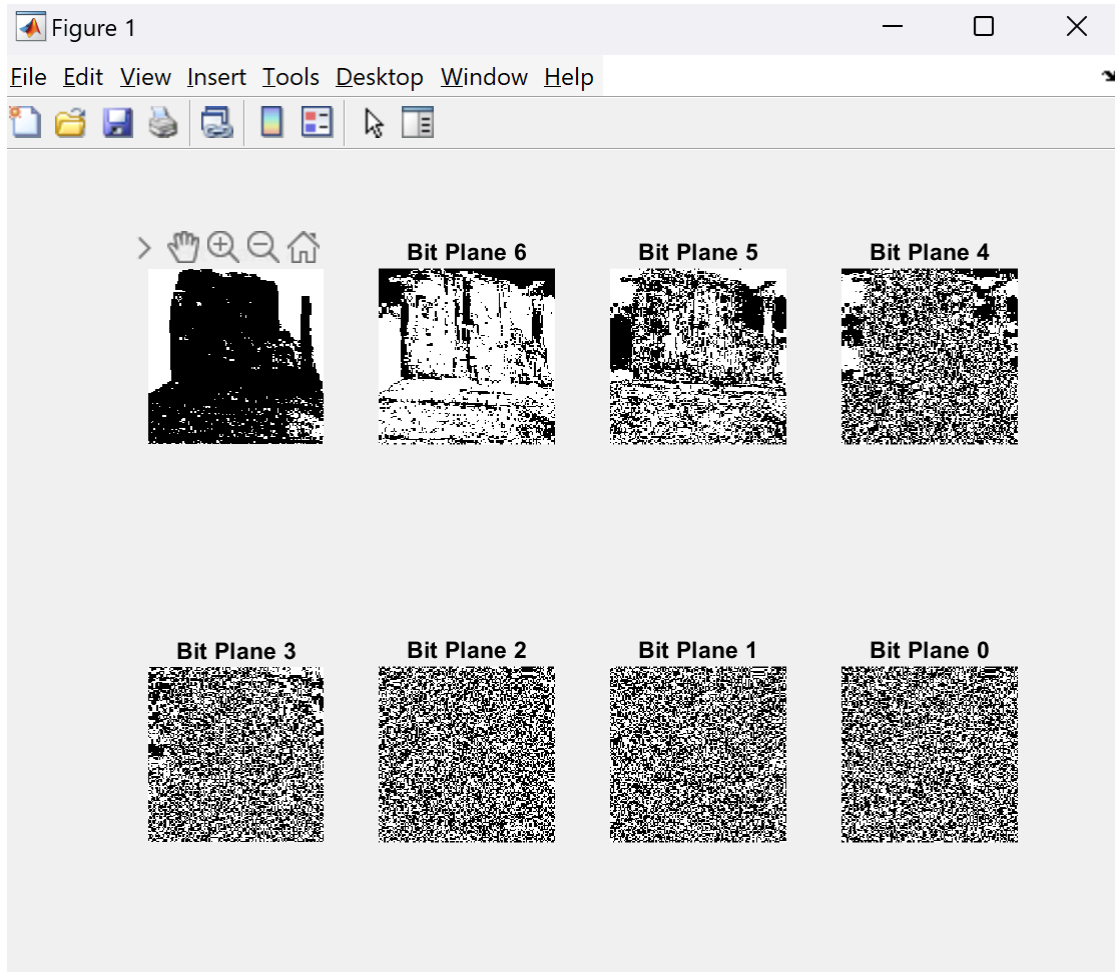 Figure 1
File Edit View Insert Tools Desktop Window Help
Bit Plane 6 Bit Plane 5 Bit Plane 4
Bit Plane 3 Bit Plane 2 Bit Plane 1 Bit Plane 0